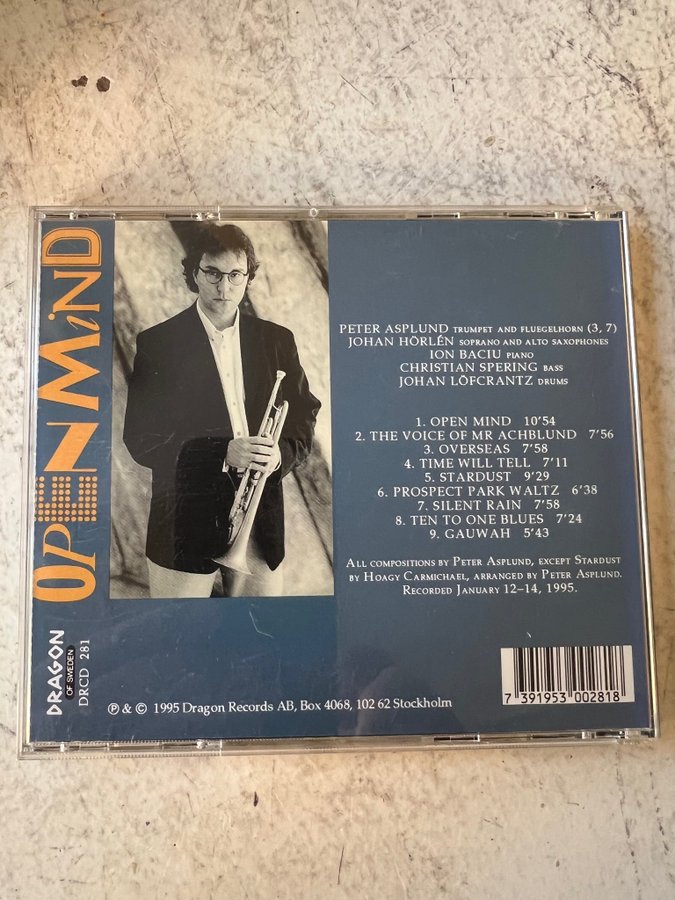 OPEN MiND
PETER ASPLUND TRUMPET AND FLUEGELHORN (3, 7)
JOHAN HÖRLÉN SOPRANO AND ALTO SAXOPHONES
ION BACIU PIANO
CHRISTIAN SPERING BASS
JOHAN LÖFCRANTZ DRUMS
1. OPEN MIND 10'54
2. THE VOICE OF MR ACHBLUND 7'56
3. OVERSEAS 7'58
4. TIME WILL TELL 7'11
5. STARDUST 9'29
6. PROSPECT PARK WALTZ 6'38
7. SILENT RAIN 7'58
8. TEN TO ONE BLUES 7'24
9. GAUWAH 5'43
ALL COMPOSITIONS BY PETER ASPLUND, EXCEPT STARDUST
BY HOAGY CARMICHAEL, ARRANGED BY PETER ASPLUND.
RECORDED JANUARY 12–14, 1995.
DRAGON
OF SWEDEN
DRCD 281
℗ & © 1995 Dragon Records AB, Box 4068, 102 62 Stockholm
7 391953 002818